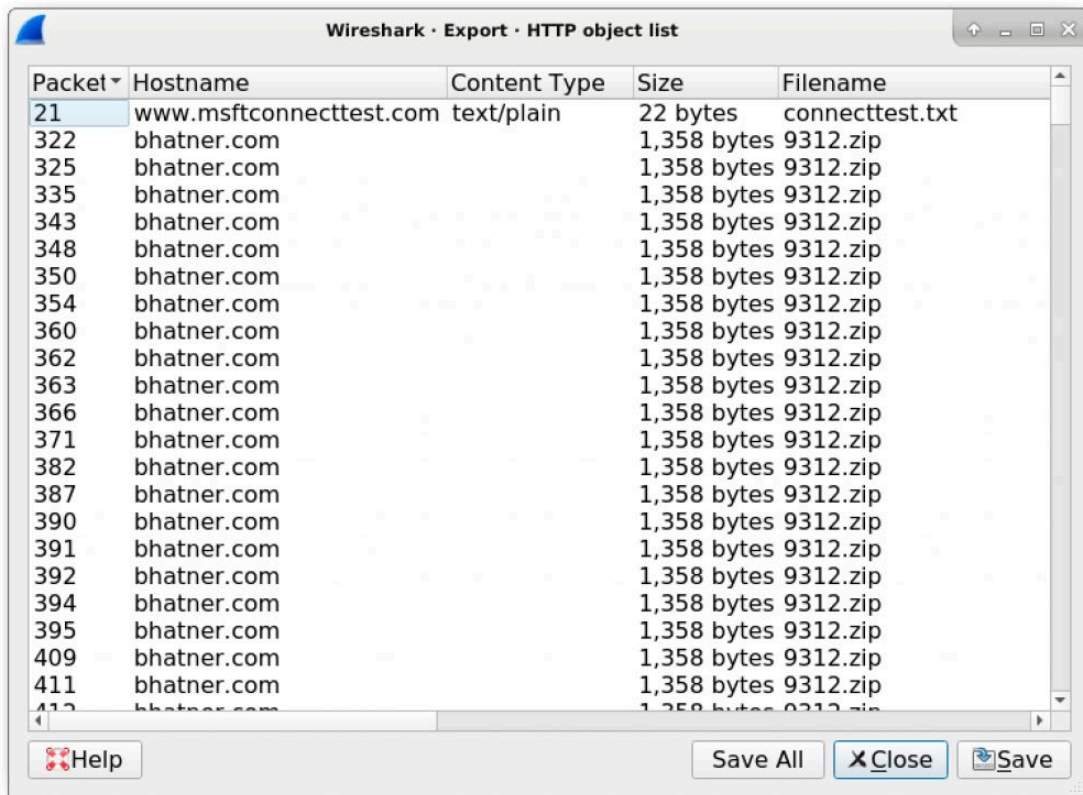 Wireshark · Export · HTTP object list
Packet Hostname Content Type Size Filename
21 www.msftconnecttest.com text/plain 22 bytes connecttest.txt
322 bhatner.com 1,358 bytes 9312.zip
325 bhatner.com 1,358 bytes 9312.zip
335 bhatner.com 1,358 bytes 9312.zip
343 bhatner.com 1,358 bytes 9312.zip
348 bhatner.com 1,358 bytes 9312.zip
350 bhatner.com 1,358 bytes 9312.zip
354 bhatner.com 1,358 bytes 9312.zip
360 bhatner.com 1,358 bytes 9312.zip
362 bhatner.com 1,358 bytes 9312.zip
363 bhatner.com 1,358 bytes 9312.zip
366 bhatner.com 1,358 bytes 9312.zip
371 bhatner.com 1,358 bytes 9312.zip
382 bhatner.com 1,358 bytes 9312.zip
387 bhatner.com 1,358 bytes 9312.zip
390 bhatner.com 1,358 bytes 9312.zip
391 bhatner.com 1,358 bytes 9312.zip
392 bhatner.com 1,358 bytes 9312.zip
394 bhatner.com 1,358 bytes 9312.zip
395 bhatner.com 1,358 bytes 9312.zip
409 bhatner.com 1,358 bytes 9312.zip
411 bhatner.com 1,358 bytes 9312.zip
Help Save All Close Save